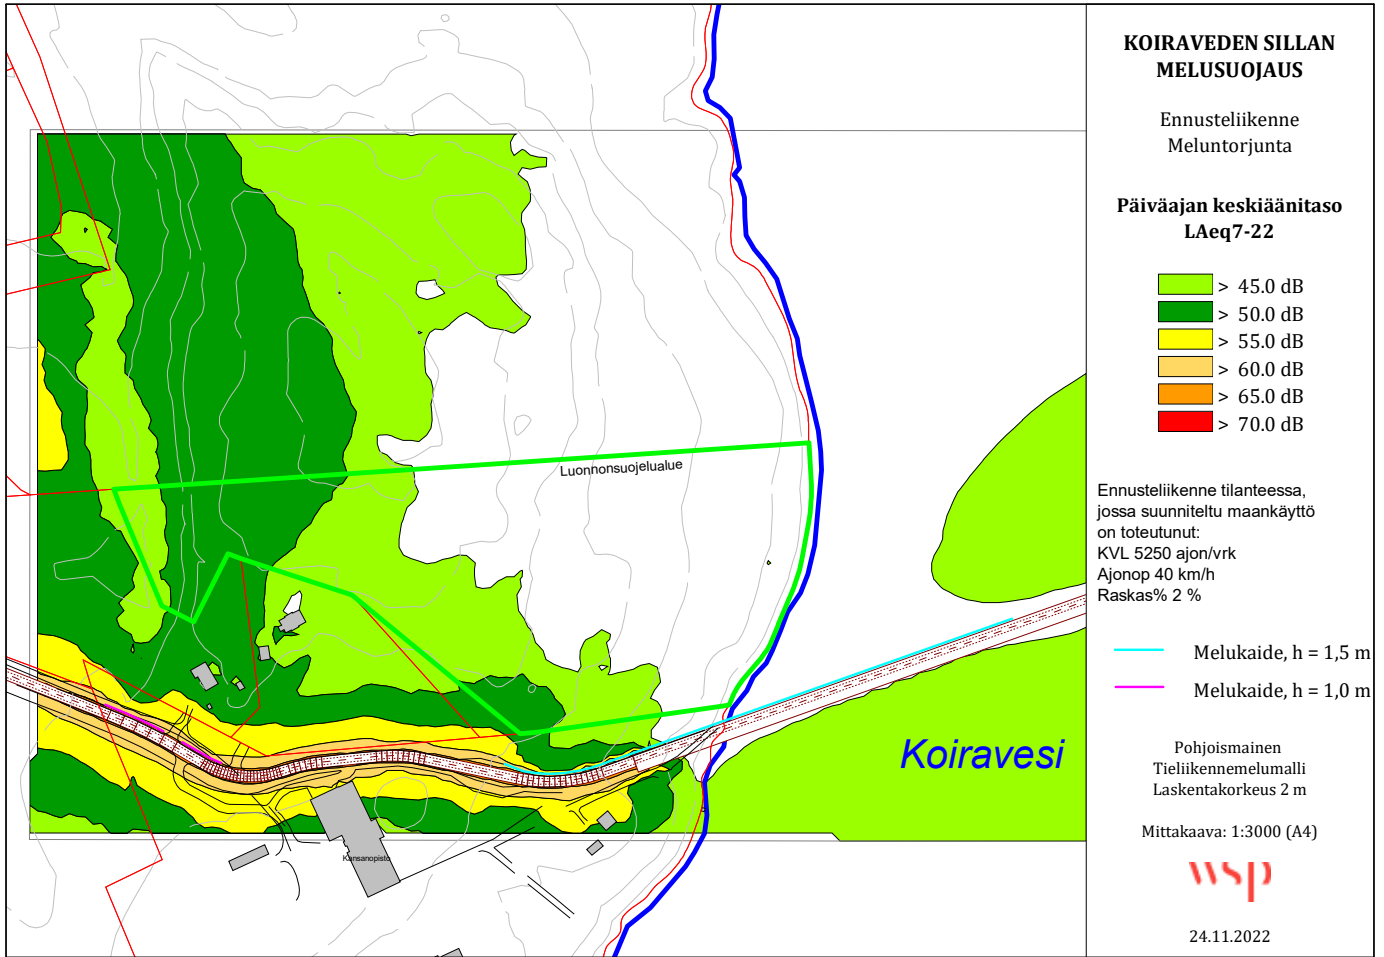 KOIRAVEDEN SILLAN
MELUSUOJAUS
Ennusteliikenne
Meluntorjunta
Päiväajan keskiäänitaso
LAeq7-22
> 45.0 dB
> 50.0 dB
> 55.0 dB
> 60.0 dB
> 65.0 dB
> 70.0 dB
Ennusteliikenne tilanteessa,
jossa suunniteltu maankäyttö
on toteutunut:
KVL 5250 ajon/vrk
Ajonop 40 km/h
Raskas% 2 %
Melukaide, h = 1,5 m
Melukaide, h = 1,0 m
Pohjoismainen
Tieliikennemelumalli
Laskentakorkeus 2 m
Mittakaava: 1:3000 (A4)
wsp
24.11.2022
Luonnonsuojelualue
Koiravesi
Kansanopisto